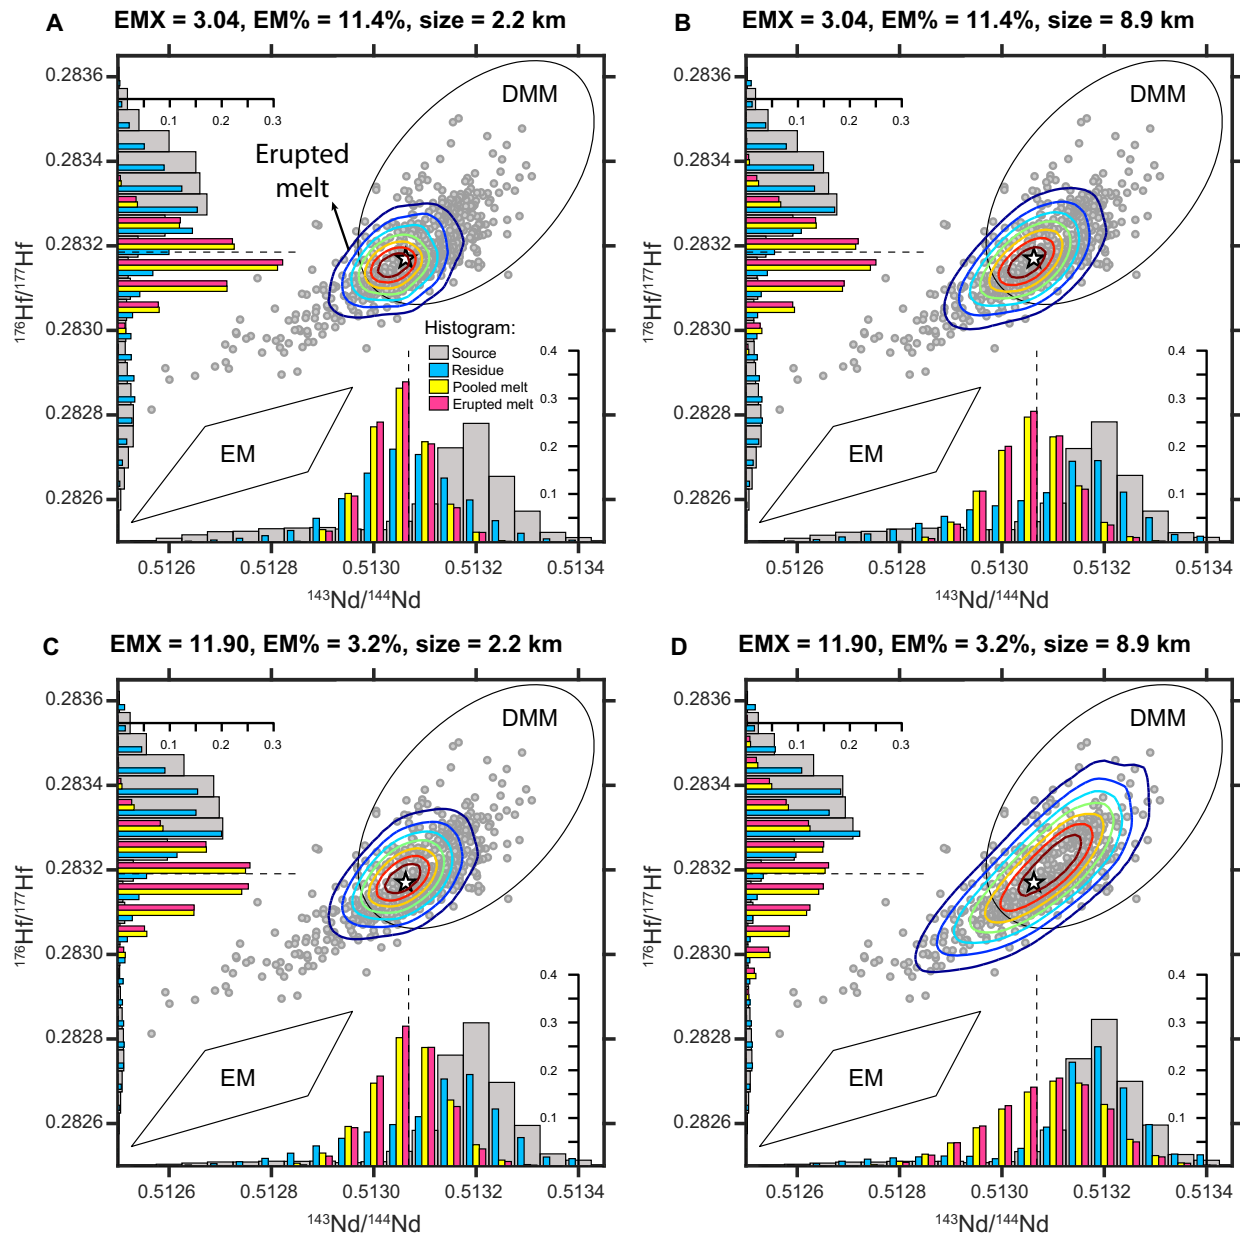 A EMX = 3.04, EM% = 11.4%, size = 2.2 km
0.2836
0.2834
0.2832
0.2830
0.2828
0.2826
¹⁷⁶Hf/¹⁷⁷Hf
0.1 0.2 0.3
DMM
Erupted
melt
Histogram:
Source
Residue
Pooled melt
Erupted melt
EM
0.4
0.3
0.2
0.1
0.5126 0.5128 0.5130 0.5132 0.5134
¹⁴³Nd/¹⁴⁴Nd
B EMX = 3.04, EM% = 11.4%, size = 8.9 km
0.2836
0.2834
0.2832
0.2830
0.2828
0.2826
¹⁷⁶Hf/¹⁷⁷Hf
0.1 0.2 0.3
DMM
EM
0.4
0.3
0.2
0.1
0.5126 0.5128 0.5130 0.5132 0.5134
¹⁴³Nd/¹⁴⁴Nd
C EMX = 11.90, EM% = 3.2%, size = 2.2 km
0.2836
0.2834
0.2832
0.2830
0.2828
0.2826
¹⁷⁶Hf/¹⁷⁷Hf
0.1 0.2 0.3
DMM
EM
0.4
0.3
0.2
0.1
0.5126 0.5128 0.5130 0.5132 0.5134
¹⁴³Nd/¹⁴⁴Nd
D EMX = 11.90, EM% = 3.2%, size = 8.9 km
0.2836
0.2834
0.2832
0.2830
0.2828
0.2826
¹⁷⁶Hf/¹⁷⁷Hf
0.1 0.2 0.3
DMM
EM
0.4
0.3
0.2
0.1
0.5126 0.5128 0.5130 0.5132 0.5134
¹⁴³Nd/¹⁴⁴Nd